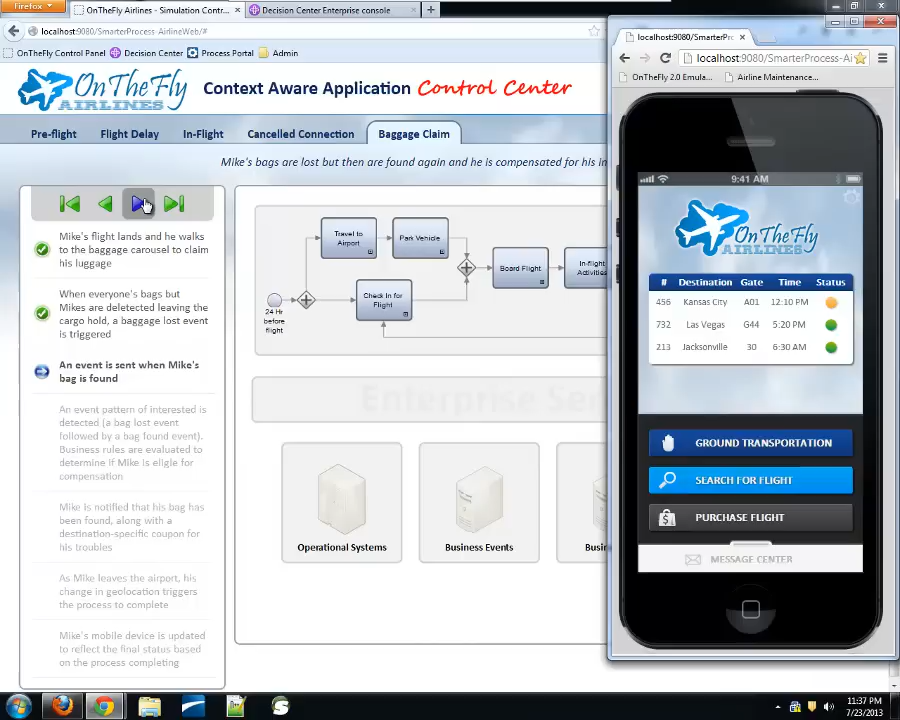 Firefox
OnTheFly Airlines - Simulation Contr...
Decision Center Enterprise console
localhost:9080/SmarterProcess-AirlineWeb/#
OnTheFly Control Panel
Decision Center
Process Portal
Admin
OnTheFly
AIRLINES
Context Aware Application Control Center
Pre-flight
Flight Delay
In-Flight
Cancelled Connection
Baggage Claim
Mike's bags are lost but then are found again and he is compensated for his in
Mike's flight lands and he walks
to the baggage carousel to claim
his luggage
When everyone's bags but
Mikes are deletected leaving the
cargo hold, a baggage lost event
is triggered
An event is sent when Mike's
bag is found
An event pattern of interested is
detected (a bag lost event
followed by a bag found event).
Business rules are evaluated to
determine if Mike is eligle for
compensation
Mike is notified that his bag has
been found, along with a
destination-specific coupon for
his troubles
As Mike leaves the airport, his
change in geolocation triggers
the process to complete
Mike's mobile device is updated
to reflect the final status based
on the process completing
24 Hr
before
flight
Travel to
Airport
Park Vehicle
Check In for
Flight
Board Flight
In-flight
Activities
Enterprise Ser
Operational Systems
Business Events
Busi
localhost:9080/SmarterPro
localhost:9080/SmarterProcess-Ai
OnTheFly 2.0 Emula...
Airline Maintenance...
9:41 AM
OnTheFly
AIRLINES
# Destination Gate Time Status
456 Kansas City A01 12:10 PM
732 Las Vegas G44 5:20 PM
213 Jacksonville 30 6:30 AM
GROUND TRANSPORTATION
SEARCH FOR FLIGHT
PURCHASE FLIGHT
MESSAGE CENTER
11:37 PM
7/23/2013